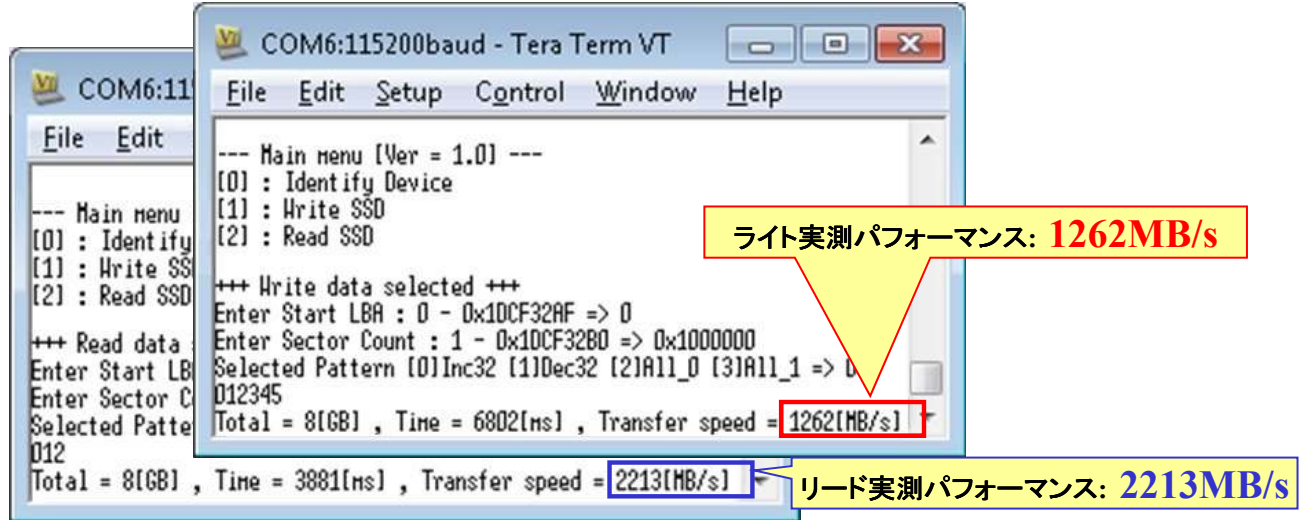 COM6:115200baud - Tera Term VT
File Edit Setup Control Window Help
--- Main menu [Ver = 1.0] ---
[0] : Identify Device
[1] : Write SSD
[2] : Read SSD
+++ Write data selected +++
Enter Start LBA : 0 - 0x1DCF32AF => 0
Enter Sector Count : 1 - 0x1DCF32B0 => 0x1000000
Selected Pattern [0]Inc32 [1]Dec32 [2]All_0 [3]All_1 =>
012345
Total = 8[GB] , Time = 6802[ms] , Transfer speed = 1262[MB/s]
ライト実測パフォーマンス: 1262MB/s
COM6:11
File Edit
--- Main menu
[0] : Identify
[1] : Write SS
[2] : Read SSD
+++ Read data
Enter Start LB
Enter Sector C
Selected Patte
012
Total = 8[GB] , Time = 3881[ms] , Transfer speed = 2213[MB/s]
リード実測パフォーマンス: 2213MB/s